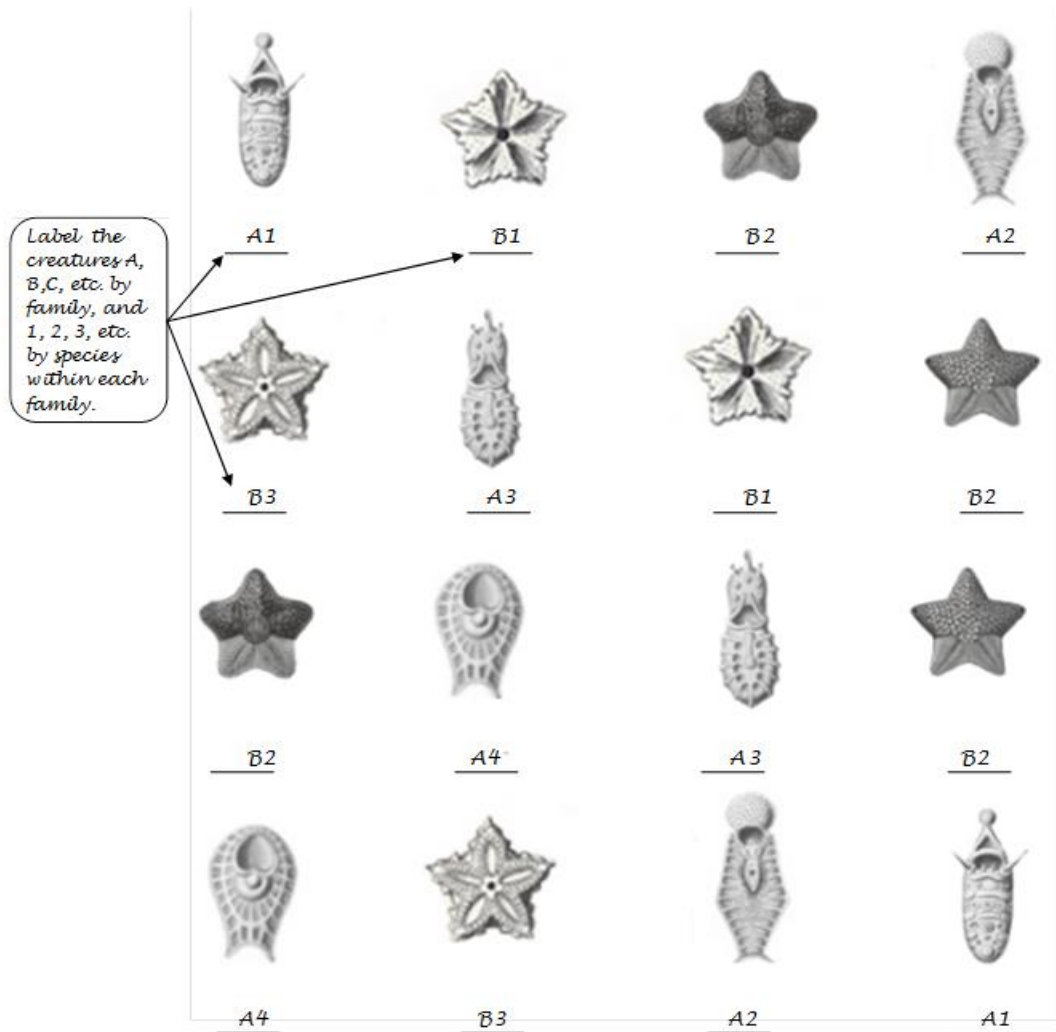 A1
B1
B2
A2
Label the
creatures A,
B,C, etc. by
family, and
1, 2, 3, etc.
by species
within each
family.
B3
A3
B1
B2
B2
A4
A3
B2
A4
B3
A2
A1